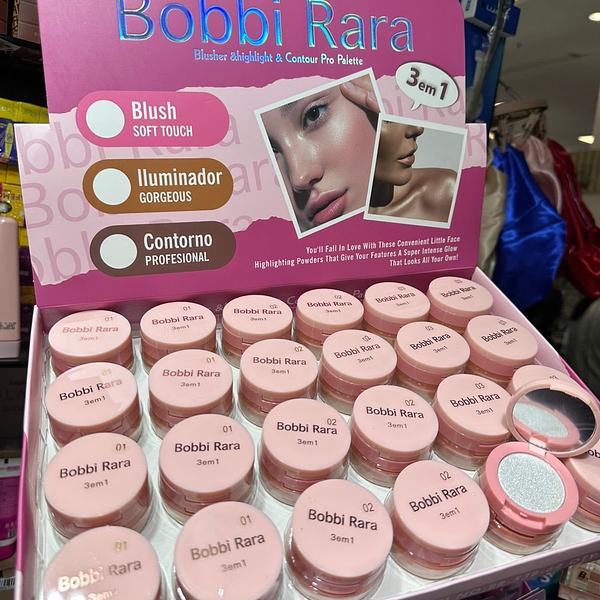 Bobbi Rara
Blusher &highlight & Contour Pro Palette
3em1
Blush
SOFT TOUCH
Iluminador
GORGEOUS
Contorno
PROFESIONAL
You'll Fall In Love With These Convenient Little Face
Highlighting Powders That Give Your Features A Super Intense Glow
That Looks All Your Own!
01
Bobbi Rara
3em1
01
Bobbi Rara
3em1
02
Bobbi Rara
3em1
02
Bobbi Rara
3em1
03
Bobbi Rara
3em1
03
Bobbi Rara
3em1
01
Bobbi Rara
3em1
01
Bobbi Rara
3em1
02
Bobbi Rara
3em1
02
Bobbi Rara
3em1
03
Bobbi Rara
3em1
03
Bobbi Rara
3em1
01
Bobbi Rara
3em1
01
Bobbi Rara
3em1
02
Bobbi Rara
3em1
02
Bobbi Rara
3em1
03
Bobbi Rara
3em1
01
Bobbi Rara
3em1
01
Bobbi Rara
3em1
02
Bobbi Rara
3em1
02
Bobbi Rara
3em1